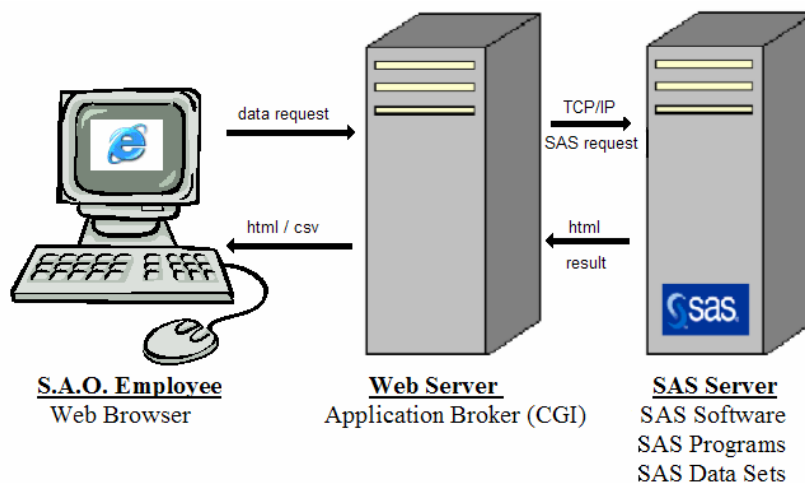 data request
TCP/IP
SAS request
html / csv
html
result
sas
S.A.O. Employee
Web Browser
Web Server
Application Broker (CGI)
SAS Server
SAS Software
SAS Programs
SAS Data Sets